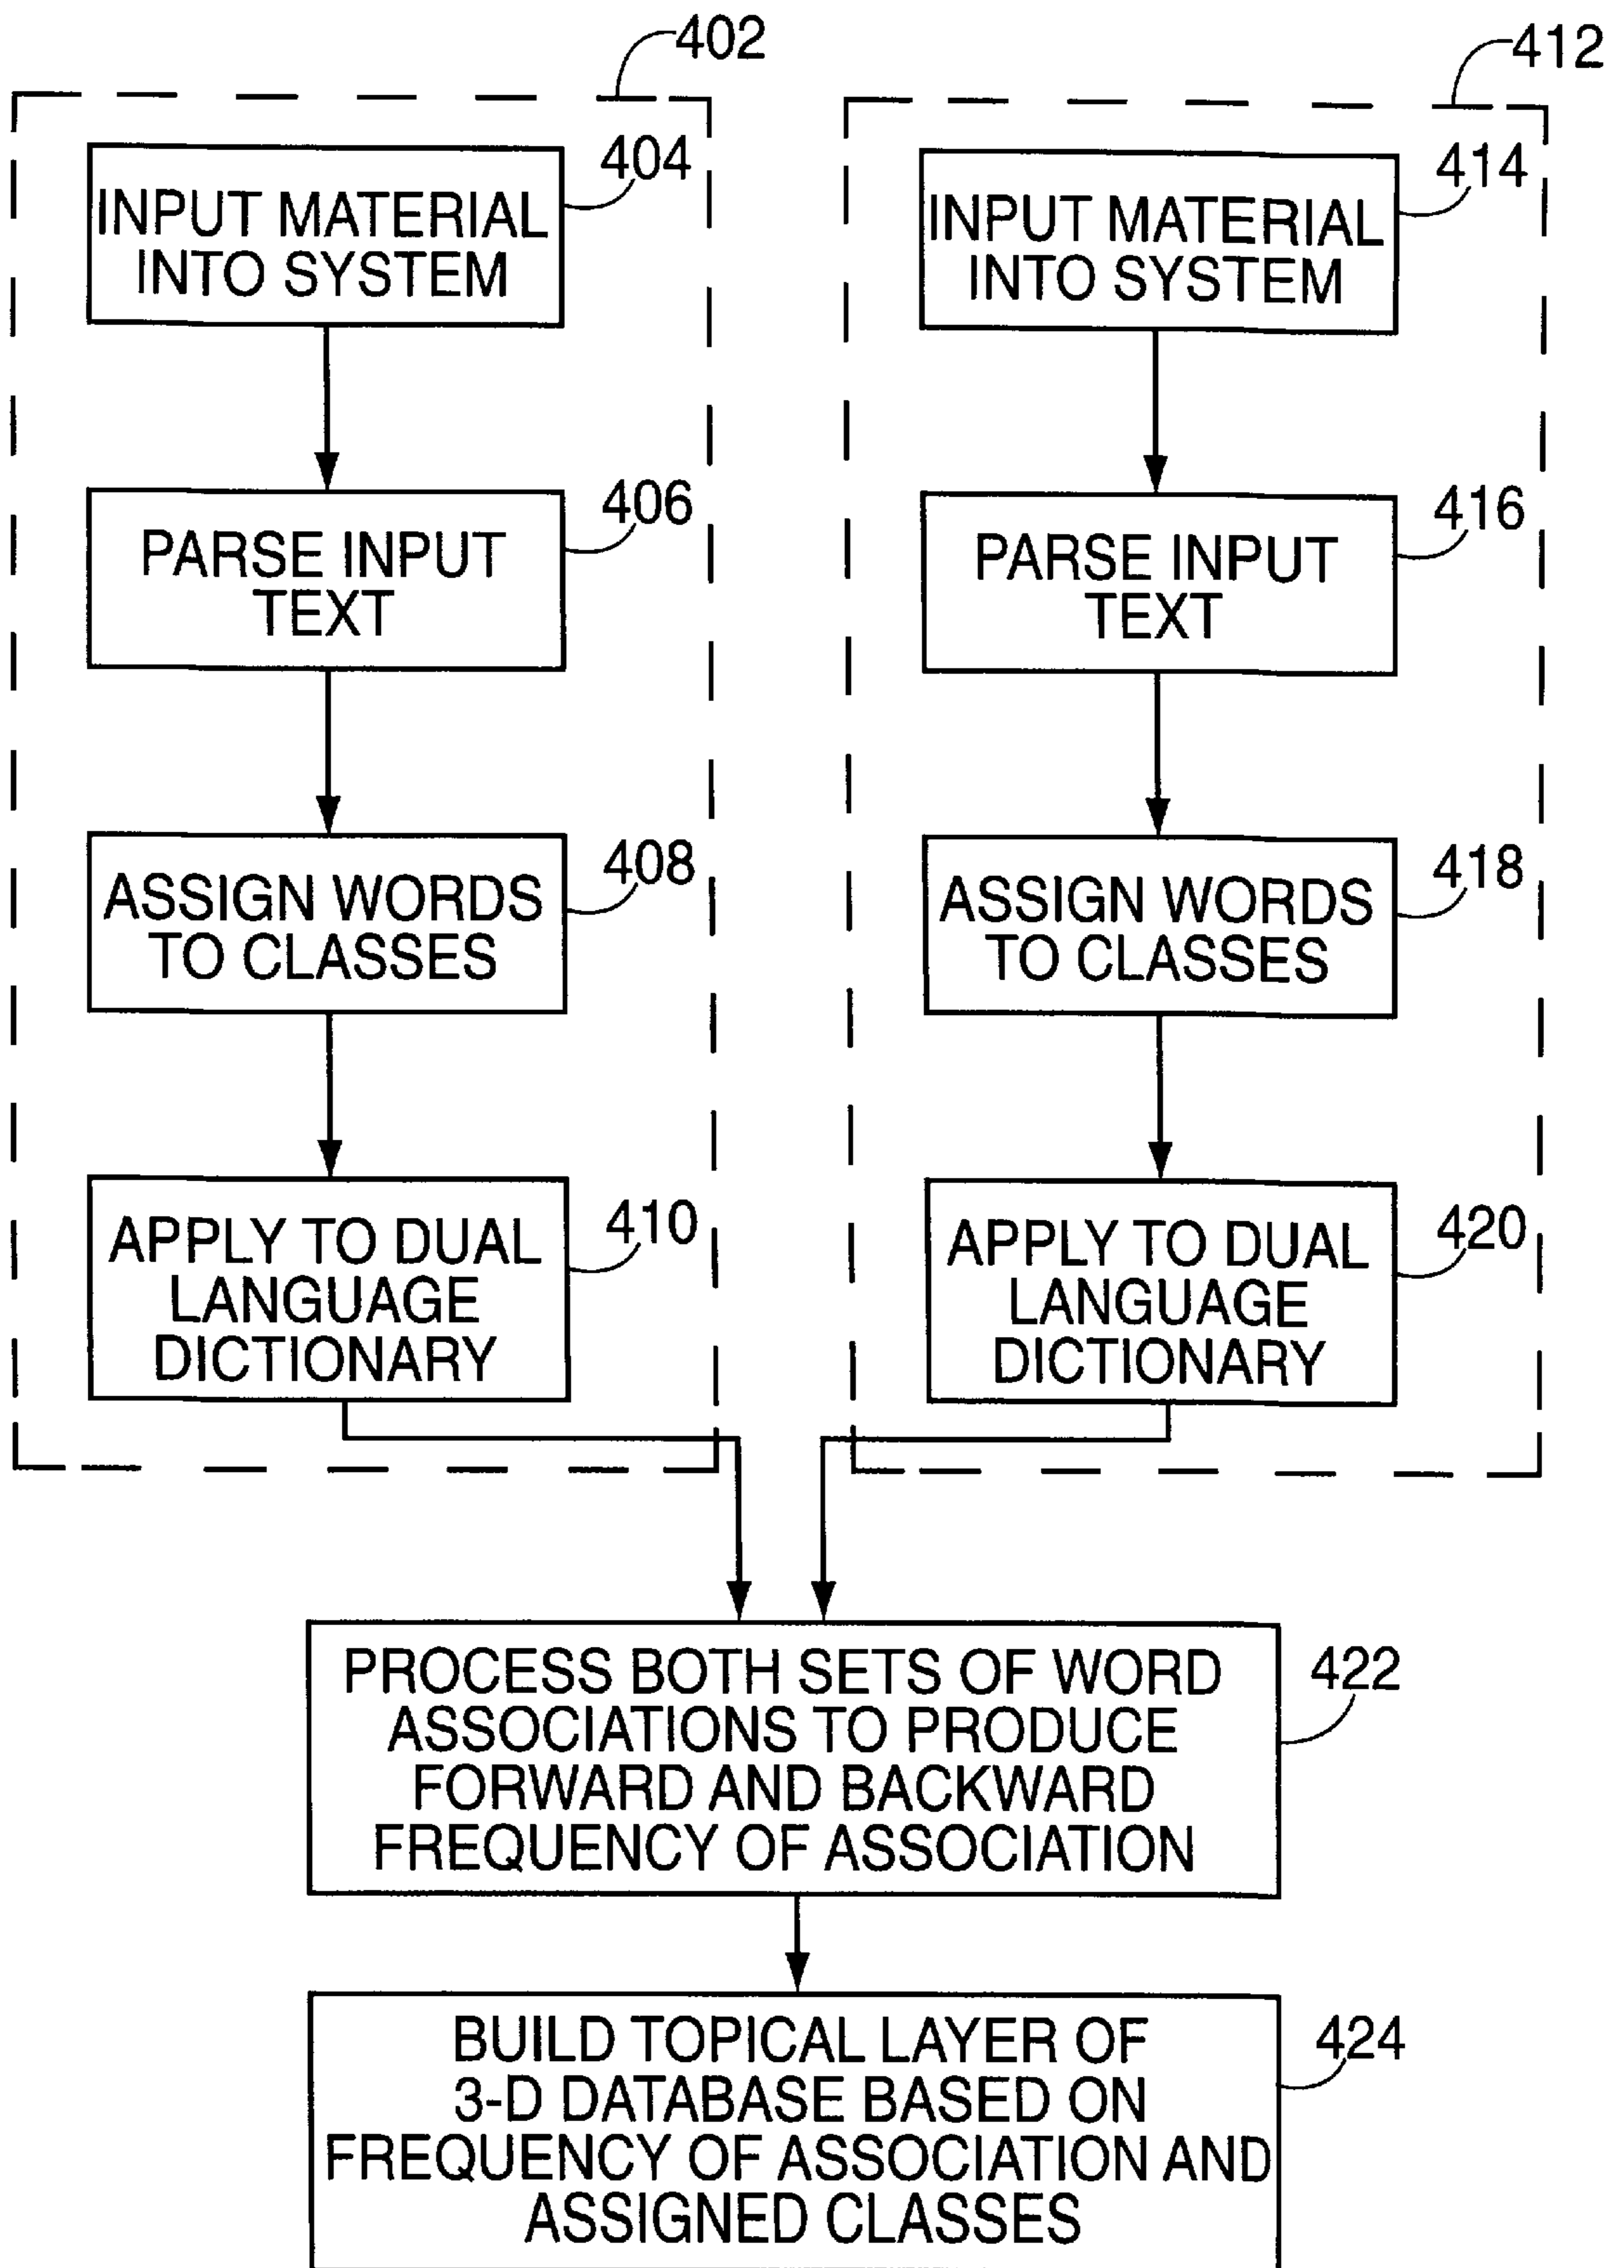 402
404
INPUT MATERIAL
INTO SYSTEM
406
PARSE INPUT
TEXT
408
ASSIGN WORDS
TO CLASSES
410
APPLY TO DUAL
LANGUAGE
DICTIONARY
412
414
INPUT MATERIAL
INTO SYSTEM
416
PARSE INPUT
TEXT
418
ASSIGN WORDS
TO CLASSES
420
APPLY TO DUAL
LANGUAGE
DICTIONARY
422
PROCESS BOTH SETS OF WORD
ASSOCIATIONS TO PRODUCE
FORWARD AND BACKWARD
FREQUENCY OF ASSOCIATION
424
BUILD TOPICAL LAYER OF
3-D DATABASE BASED ON
FREQUENCY OF ASSOCIATION AND
ASSIGNED CLASSES